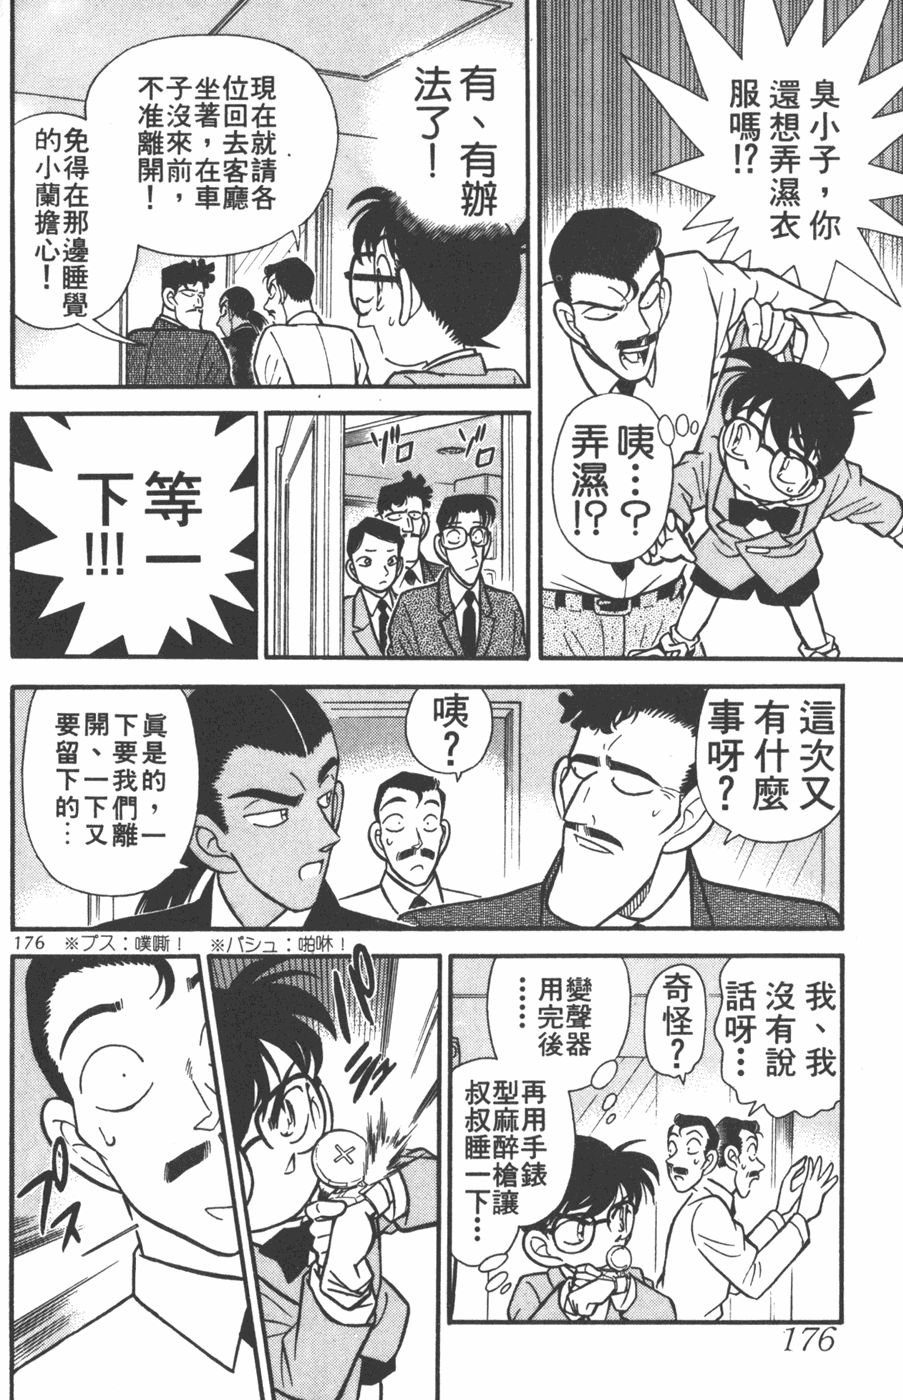 臭小子，你
還想弄濕衣
服嗎!?
咦…？
弄濕!?
有、有辦
法了！
現在就請各
位回去客廳
坐著，在車
子沒來前，
不准離開！
免得在那邊睡覺
的小蘭擔心！
ゾロ
ゾロ
等一
下!!!
這次又
有什麼
事呀？
咦？
眞是的，一
下要我們離
開、一下又
要留下的…
176
※プス：噗嘶！
※パシュ：啪咻！
我、我
沒有說
話呀…
奇怪？
變聲器
用完後
……
再用手錶
型麻醉槍讓
叔叔睡一下…
パシュ
プス
176